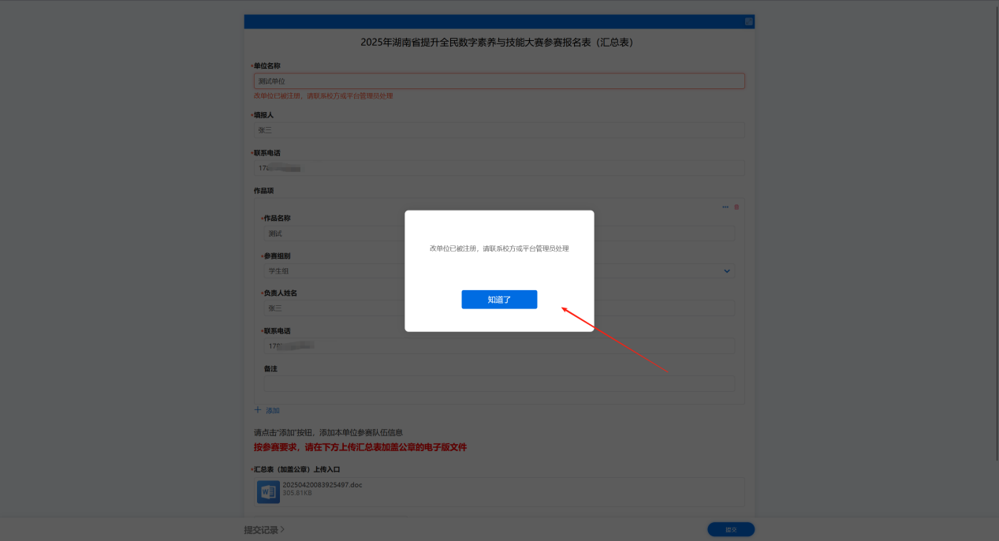 2025年湖南省提升全民数字素养与技能大赛参赛报名表（汇总表）
*单位名称
测试单位
改单位已被注册，请联系校方或平台管理员处理
*填报人
张三
*联系电话
17
作品项
*作品名称
测试
*参赛组别
学生组
*负责人姓名
张三
*联系电话
17
备注
改单位已被注册，请联系校方或平台管理员处理
知道了
+ 添加
请点击“添加”按钮，添加本单位参赛队伍信息
按参赛要求，请在下方上传汇总表加盖公章的电子版文件
*汇总表（加盖公章）上传入口
W
20250420083925497.doc
305.81KB
提交记录 >
提交